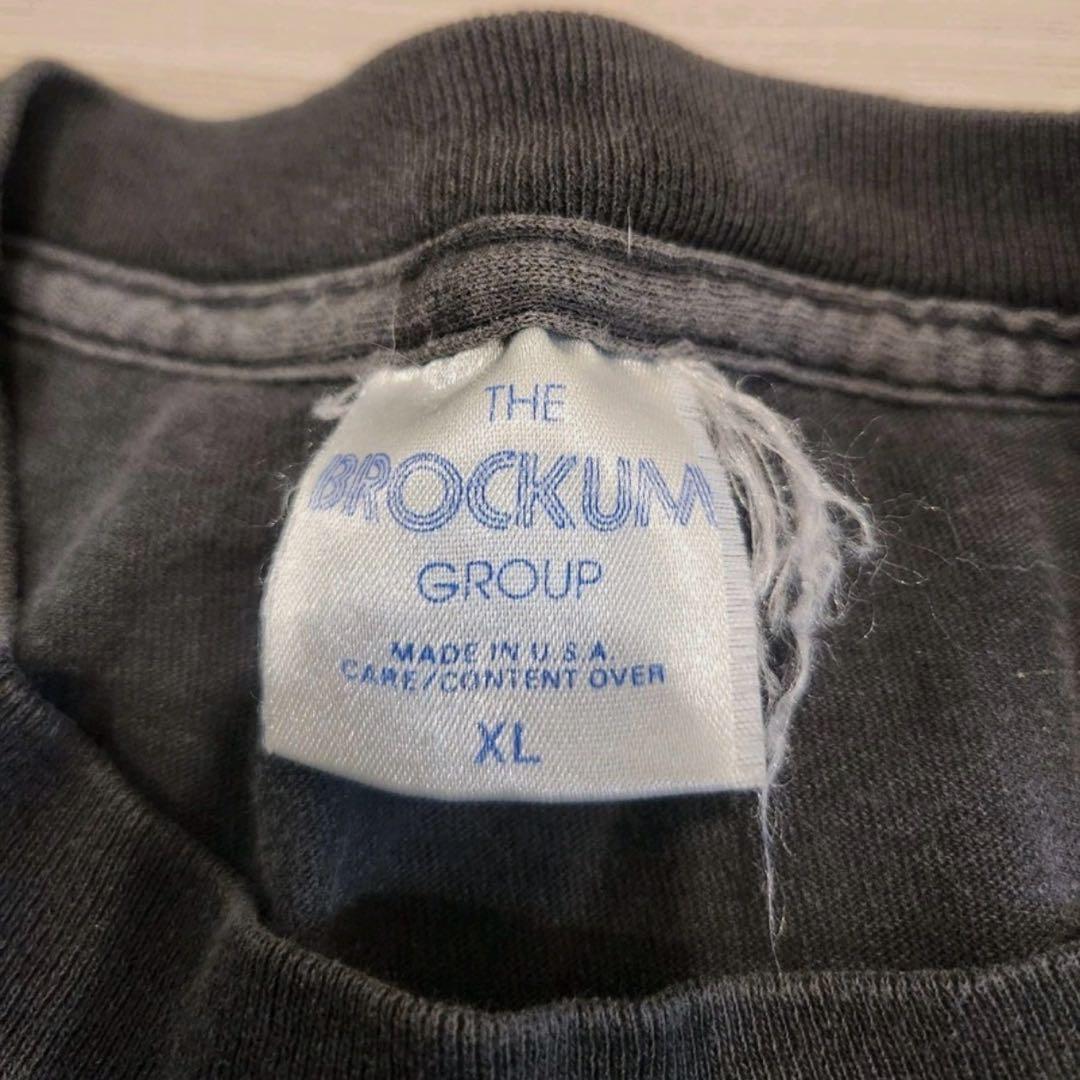 THE
BROCKUM
GROUP
MADE IN U.S.A
CARE/CONTENT OVER
XL